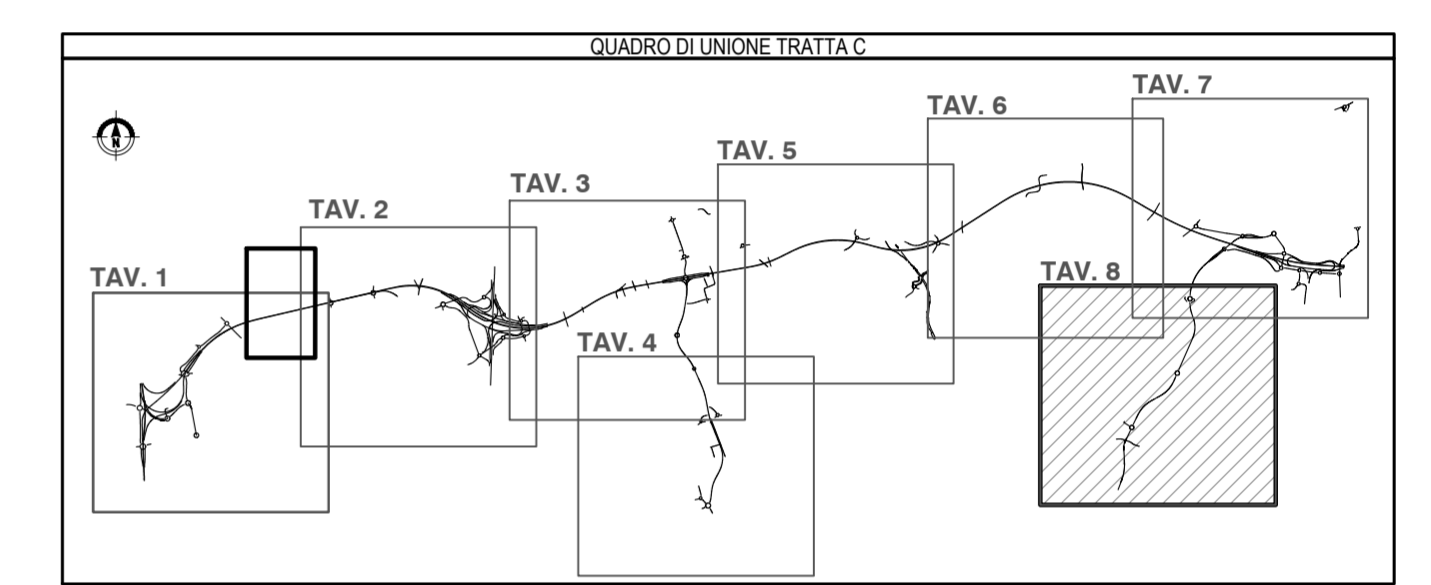 QUADRO DI UNIONE TRATTA C
N
TAV. 1
TAV. 2
TAV. 3
TAV. 4
TAV. 5
TAV. 6
TAV. 7
TAV. 8